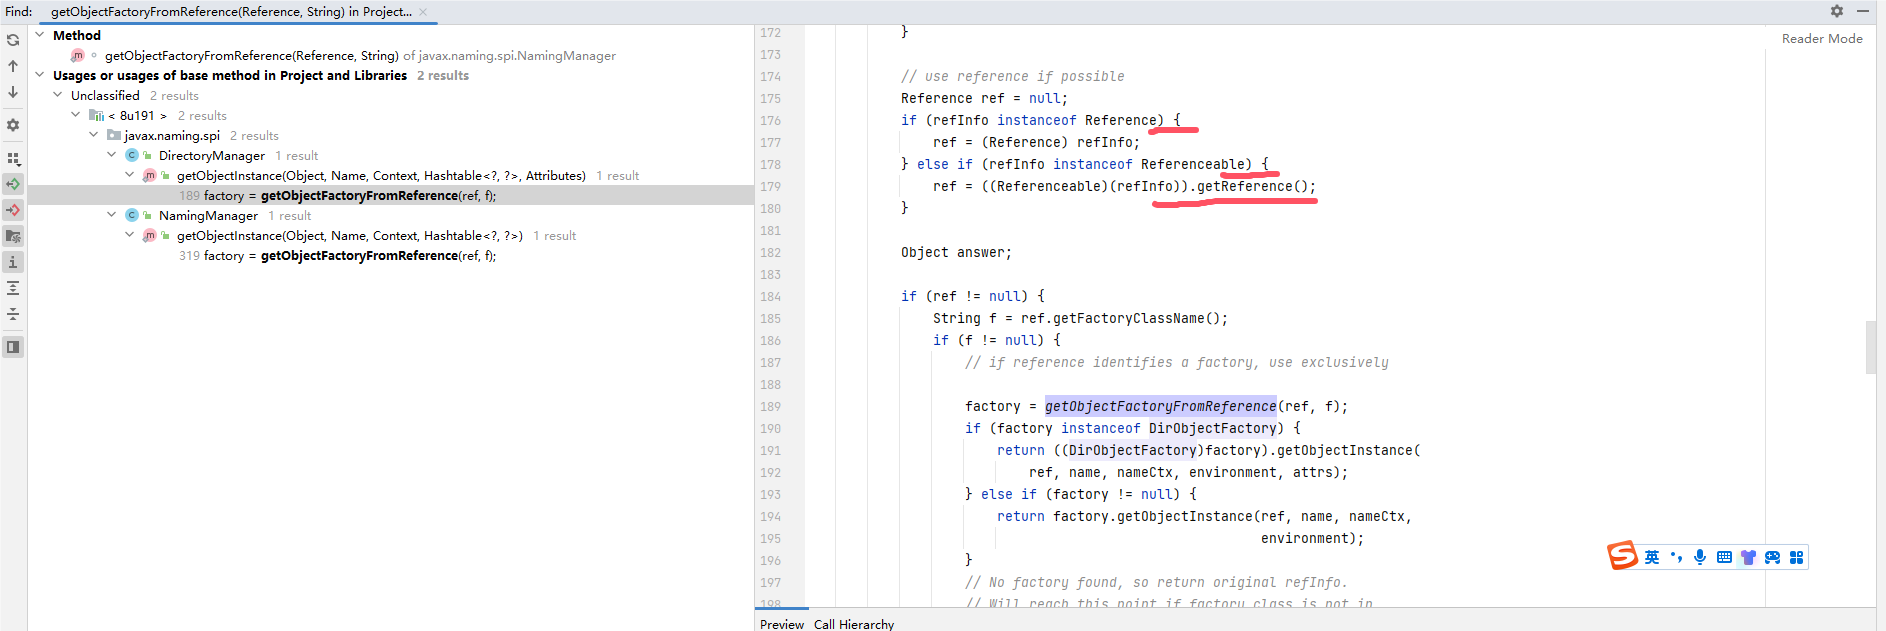 Find: getObjectFactoryFromReference(Reference, String) in Project...
Method
getObjectFactoryFromReference(Reference, String) of javax.naming.spi.NamingManager
Usages or usages of base method in Project and Libraries 2 results
Unclassified 2 results
< 8u191 > 2 results
javax.naming.spi 2 results
DirectoryManager 1 result
getObjectInstance(Object, Name, Context, Hashtable<?, ?>, Attributes) 1 result
189 factory = getObjectFactoryFromReference(ref, f);
NamingManager 1 result
getObjectInstance(Object, Name, Context, Hashtable<?, ?>) 1 result
319 factory = getObjectFactoryFromReference(ref, f);
Reader Mode
172 }
173
174 // use reference if possible
175 Reference ref = null;
176 if (refInfo instanceof Reference) {
177 ref = (Reference) refInfo;
178 } else if (refInfo instanceof Referenceable) {
179 ref = ((Referenceable)(refInfo)).getReference();
180 }
181
182 Object answer;
183
184 if (ref != null) {
185 String f = ref.getFactoryClassName();
186 if (f != null) {
187 // if reference identifies a factory, use exclusively
188
189 factory = getObjectFactoryFromReference(ref, f);
190 if (factory instanceof DirObjectFactory) {
191 return ((DirObjectFactory)factory).getObjectInstance(
192 ref, name, nameCtx, environment, attrs);
193 } else if (factory != null) {
194 return factory.getObjectInstance(ref, name, nameCtx,
195 environment);
196 }
197 // No factory found, so return original refInfo.
198 // Will reach this point if factory class is not in
英
Preview Call Hierarchy